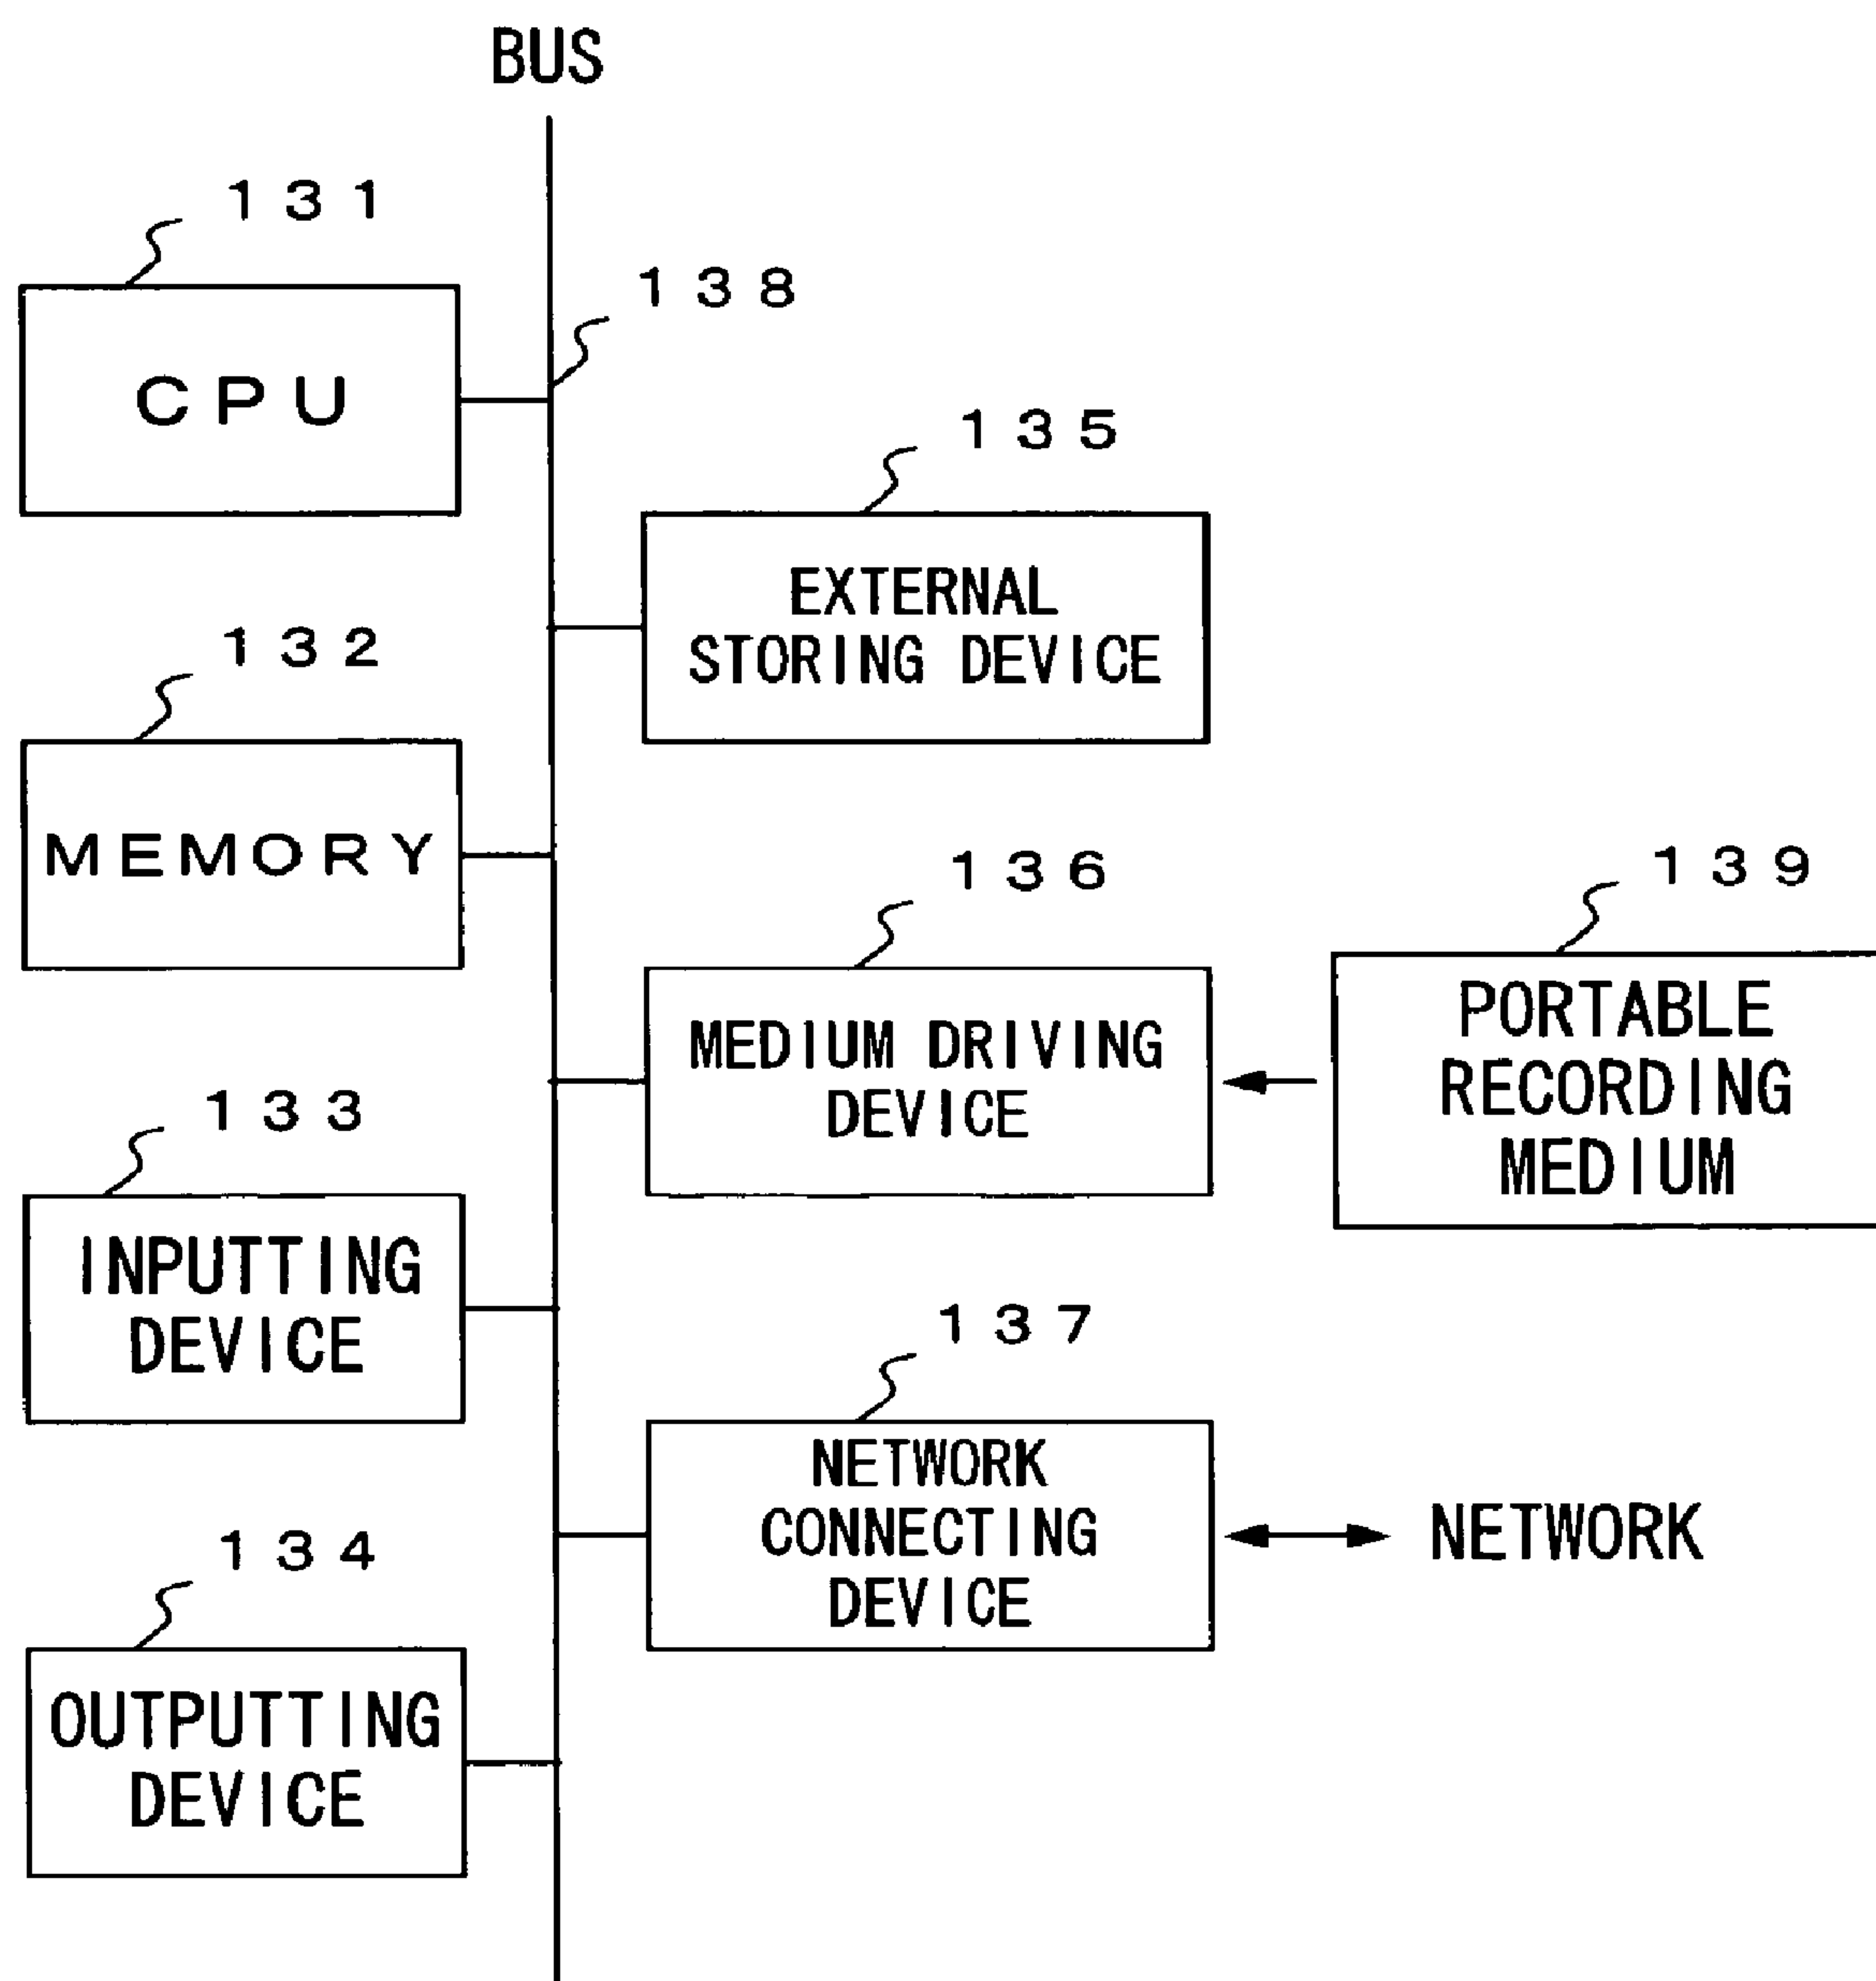 BUS
131
138
CPU
135
EXTERNAL
STORING DEVICE
132
MEMORY
136
139
MEDIUM DRIVING
DEVICE
PORTABLE
RECORDING
MEDIUM
133
INPUTTING
DEVICE
137
NETWORK
CONNECTING
DEVICE
NETWORK
134
OUTPUTTING
DEVICE